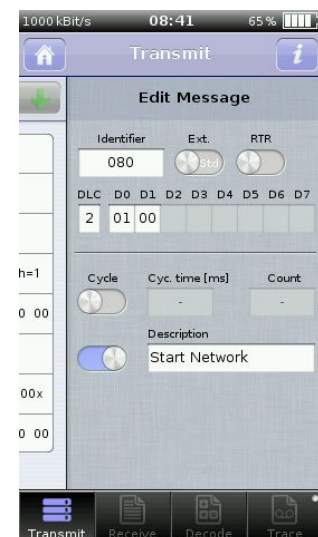 1000 kBit/s 08:41 65 %
Transmit i
Edit Message
Identifier Ext. RTR
080 Std
DLC D0 D1 D2 D3 D4 D5 D6 D7
2 01 00
h=1
Cycle Cyc. time [ms] Count
- -
0 00
Description
Start Network
00x
0 00
Transmit Receive Decode Trace